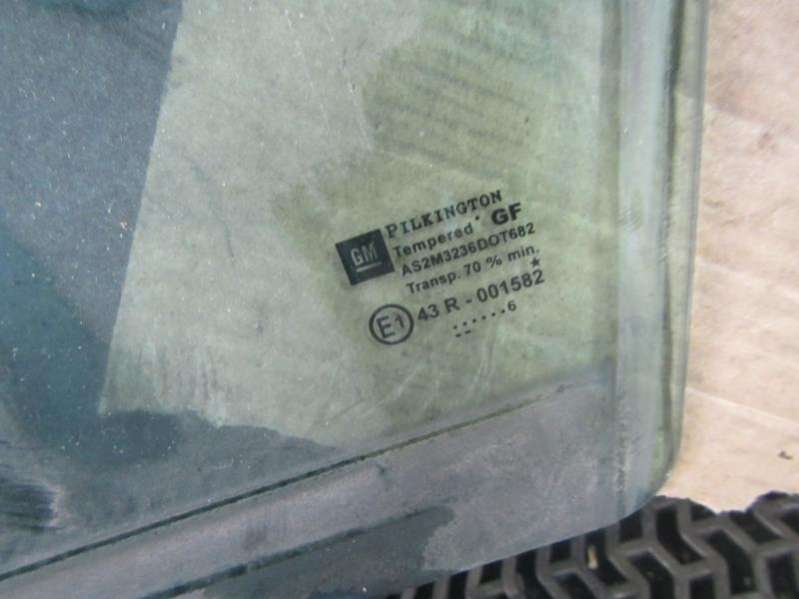 GM
PILKINGTON
Tempered GF
AS2M3236DOT682
Transp. 70 % min.
E1 43 R - 001582
......6